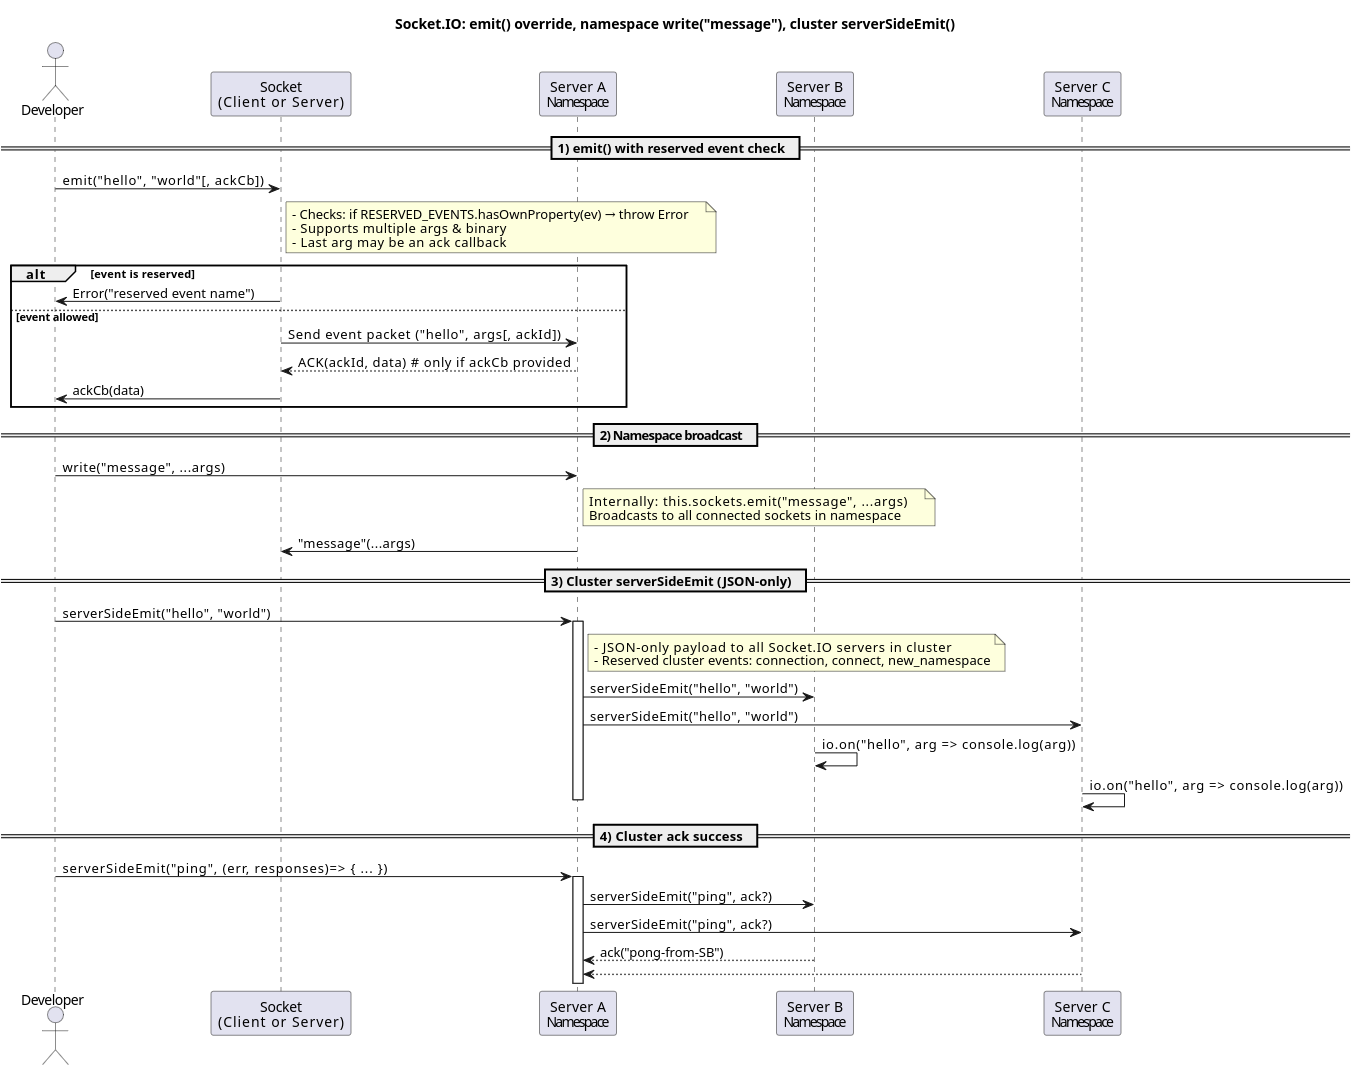 Socket.IO: emit() override, namespace write("message"), cluster serverSideEmit()
Developer
Socket
(Client or Server)
Server A
Namespace
Server B
Namespace
Server C
Namespace
1) emit() with reserved event check
emit("hello", "world"[, ackCb])
- Checks: if RESERVED_EVENTS.hasOwnProperty(ev) → throw Error
- Supports multiple args & binary
- Last arg may be an ack callback
alt [event is reserved]
Error("reserved event name")
[event allowed]
Send event packet ("hello", args[, ackId])
ACK(ackId, data) # only if ackCb provided
ackCb(data)
2) Namespace broadcast
write("message", ...args)
Internally: this.sockets.emit("message", ...args)
Broadcasts to all connected sockets in namespace
"message"(...args)
3) Cluster serverSideEmit (JSON-only)
serverSideEmit("hello", "world")
- JSON-only payload to all Socket.IO servers in cluster
- Reserved cluster events: connection, connect, new_namespace
serverSideEmit("hello", "world")
serverSideEmit("hello", "world")
io.on("hello", arg => console.log(arg))
io.on("hello", arg => console.log(arg))
4) Cluster ack success
serverSideEmit("ping", (err, responses)=> { ... })
serverSideEmit("ping", ack?)
serverSideEmit("ping", ack?)
ack("pong-from-SB")
Developer
Socket
(Client or Server)
Server A
Namespace
Server B
Namespace
Server C
Namespace